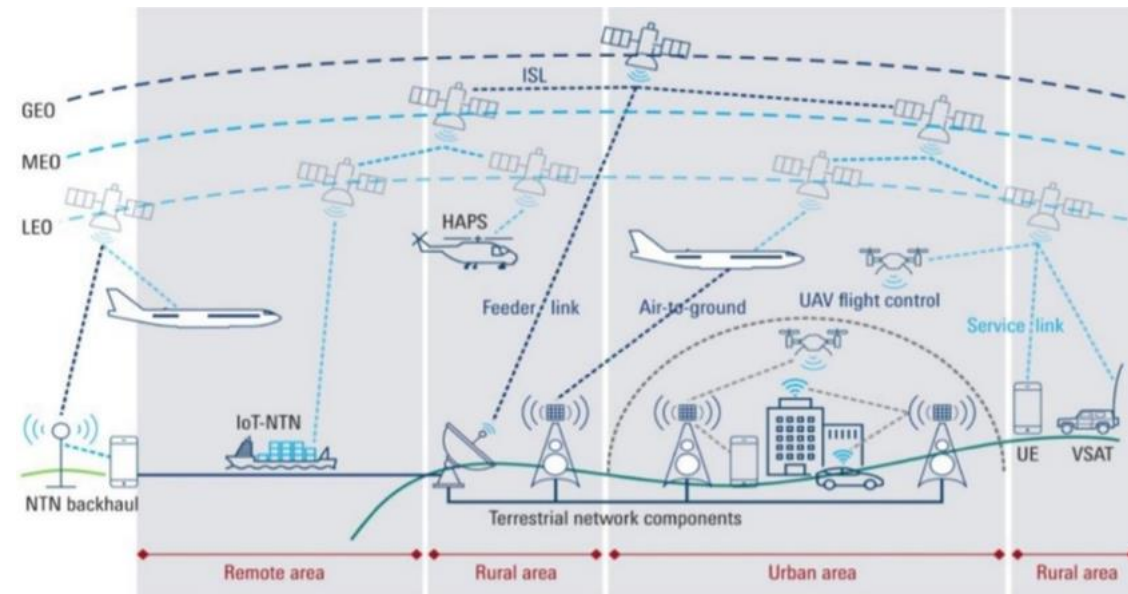 ISL
GEO
MEO
LEO
HAPS
Feeder link
Air-to-ground
UAV flight control
Service link
IoT-NTN
NTN backhaul
UE
VSAT
Terrestrial network components
Remote area
Rural area
Urban area
Rural area